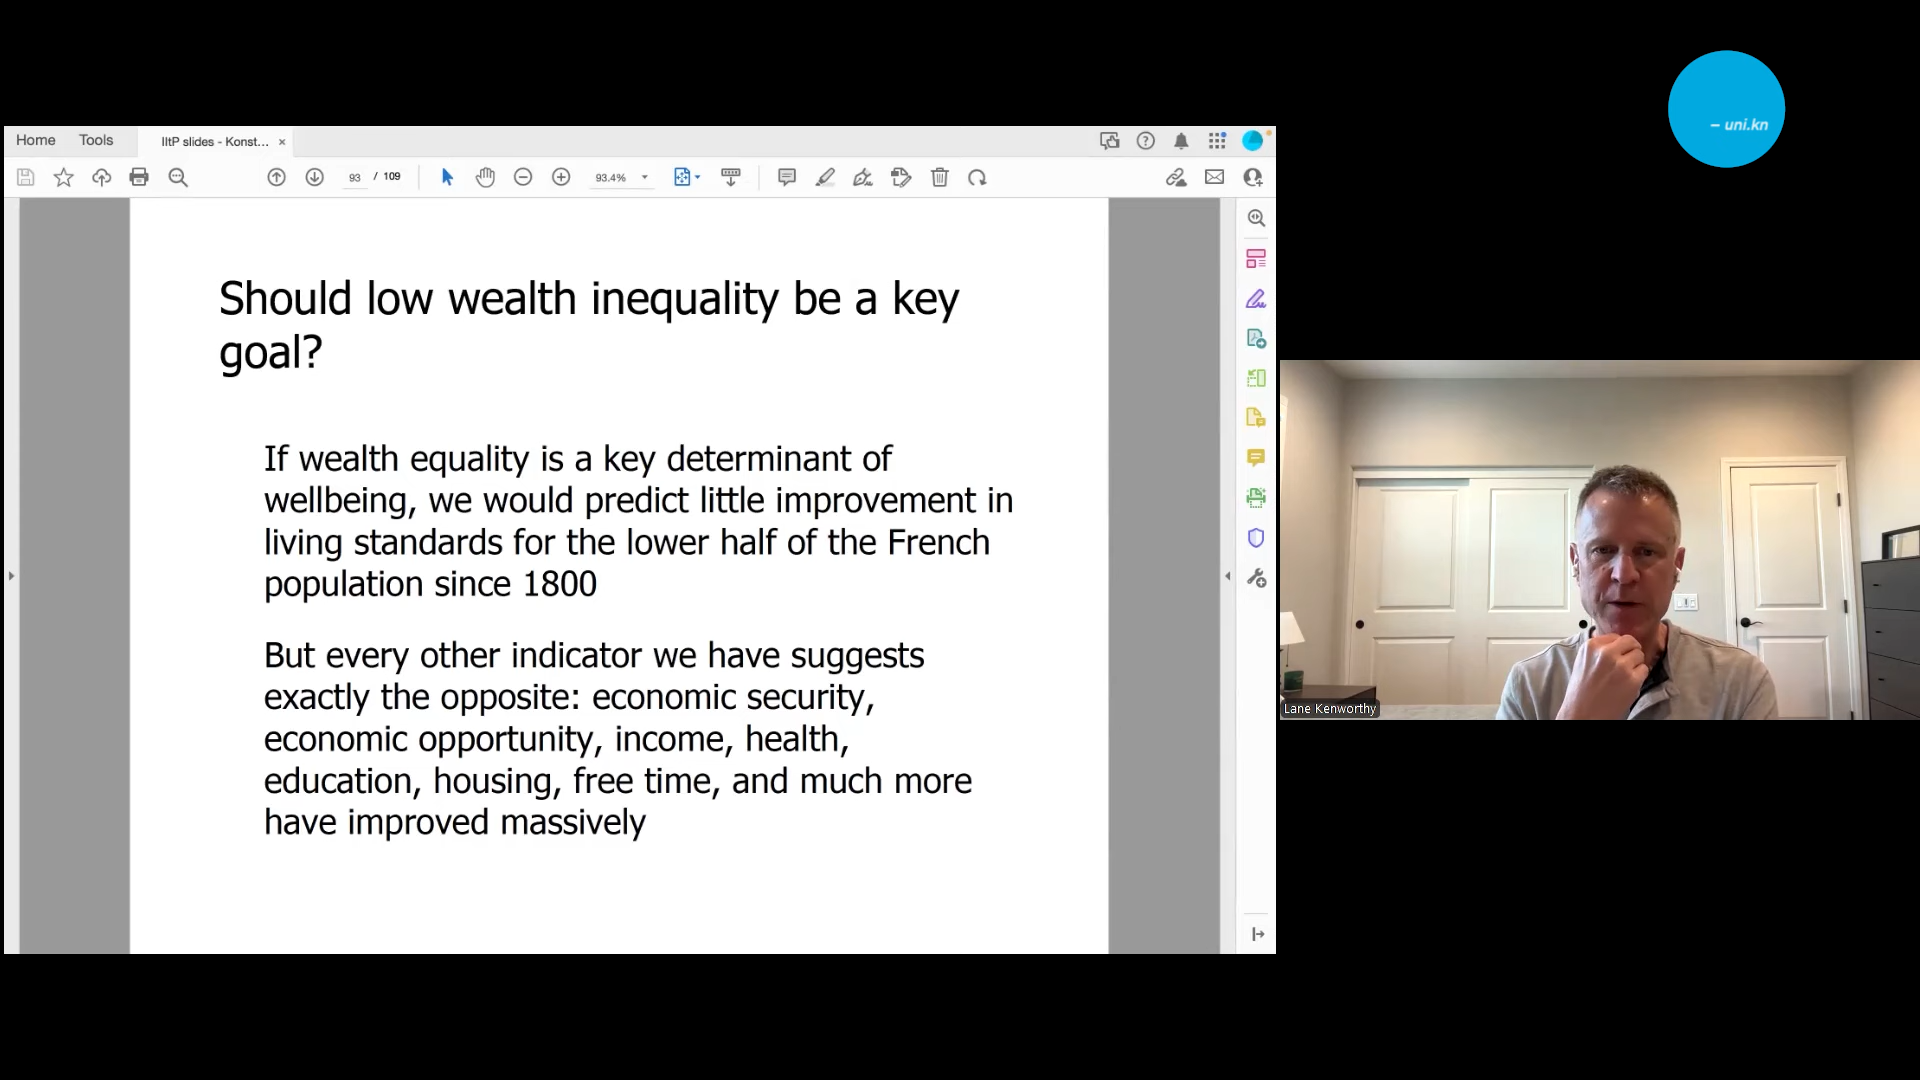 – uni.kn
Home Tools IItP slides - Konst... ×
93 / 109 93.4%
Should low wealth inequality be a key
goal?
If wealth equality is a key determinant of
wellbeing, we would predict little improvement in
living standards for the lower half of the French
population since 1800
But every other indicator we have suggests
exactly the opposite: economic security,
economic opportunity, income, health,
education, housing, free time, and much more
have improved massively
Lane Kenworthy